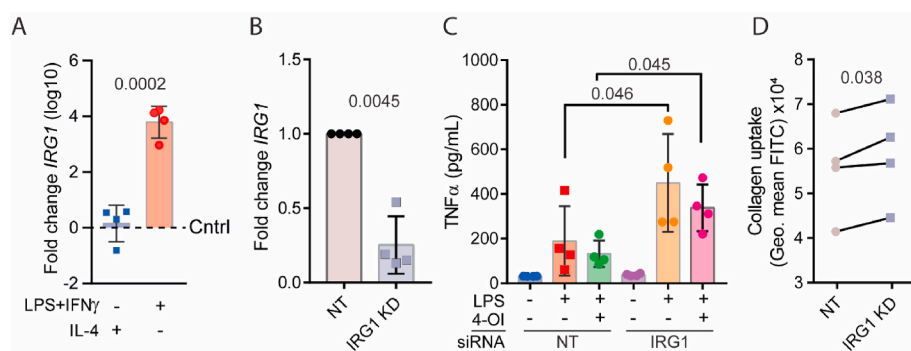 A
Fold change IRG1 (log10)
6
4
2
0
-2
0.0002
Cntrl
LPS+IFNγ - +
IL-4 + -
B
Fold change IRG1
1.5
1.0
0.5
0.0
0.0045
NT
IRG1 KD
C
TNFα (pg/mL)
1000
800
600
400
200
0
0.045
0.046
LPS - + + - + +
4-OI - - + - - +
siRNA NT IRG1
D
Collagen uptake
(Geo. mean FITC) x10⁴
8
7
6
5
4
3
0.038
NT
IRG1 KD